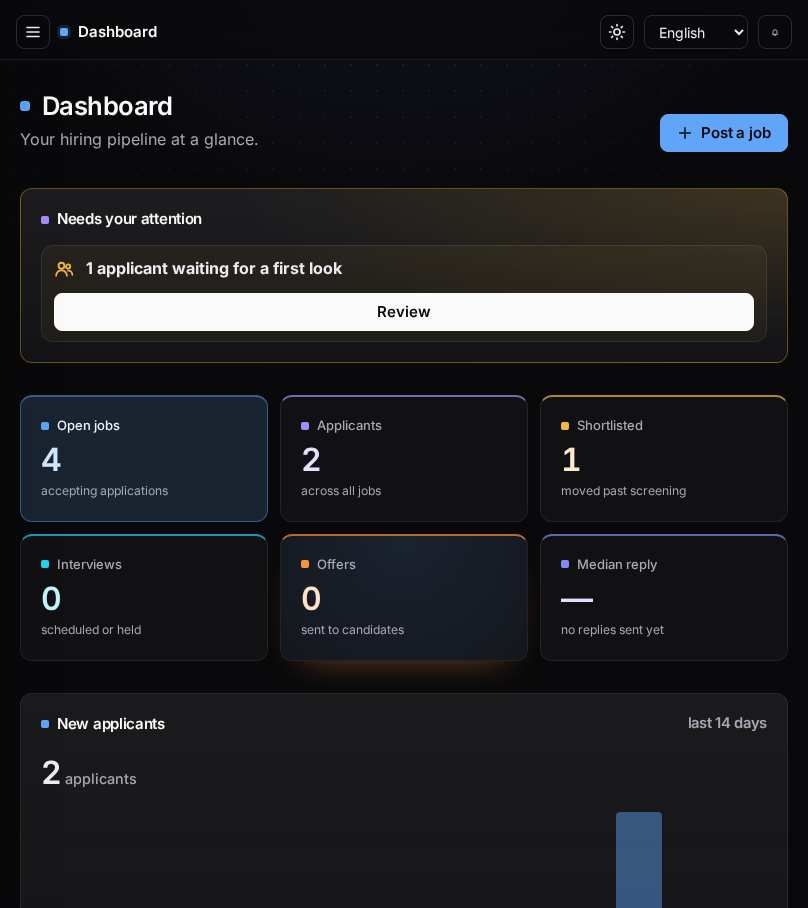 Dashboard
English
Dashboard
Your hiring pipeline at a glance.
Post a job
Needs your attention
1 applicant waiting for a first look
Review
Open jobs
4
accepting applications
Applicants
2
across all jobs
Shortlisted
1
moved past screening
Interviews
0
scheduled or held
Offers
0
sent to candidates
Median reply
—
no replies sent yet
New applicants
last 14 days
2 applicants